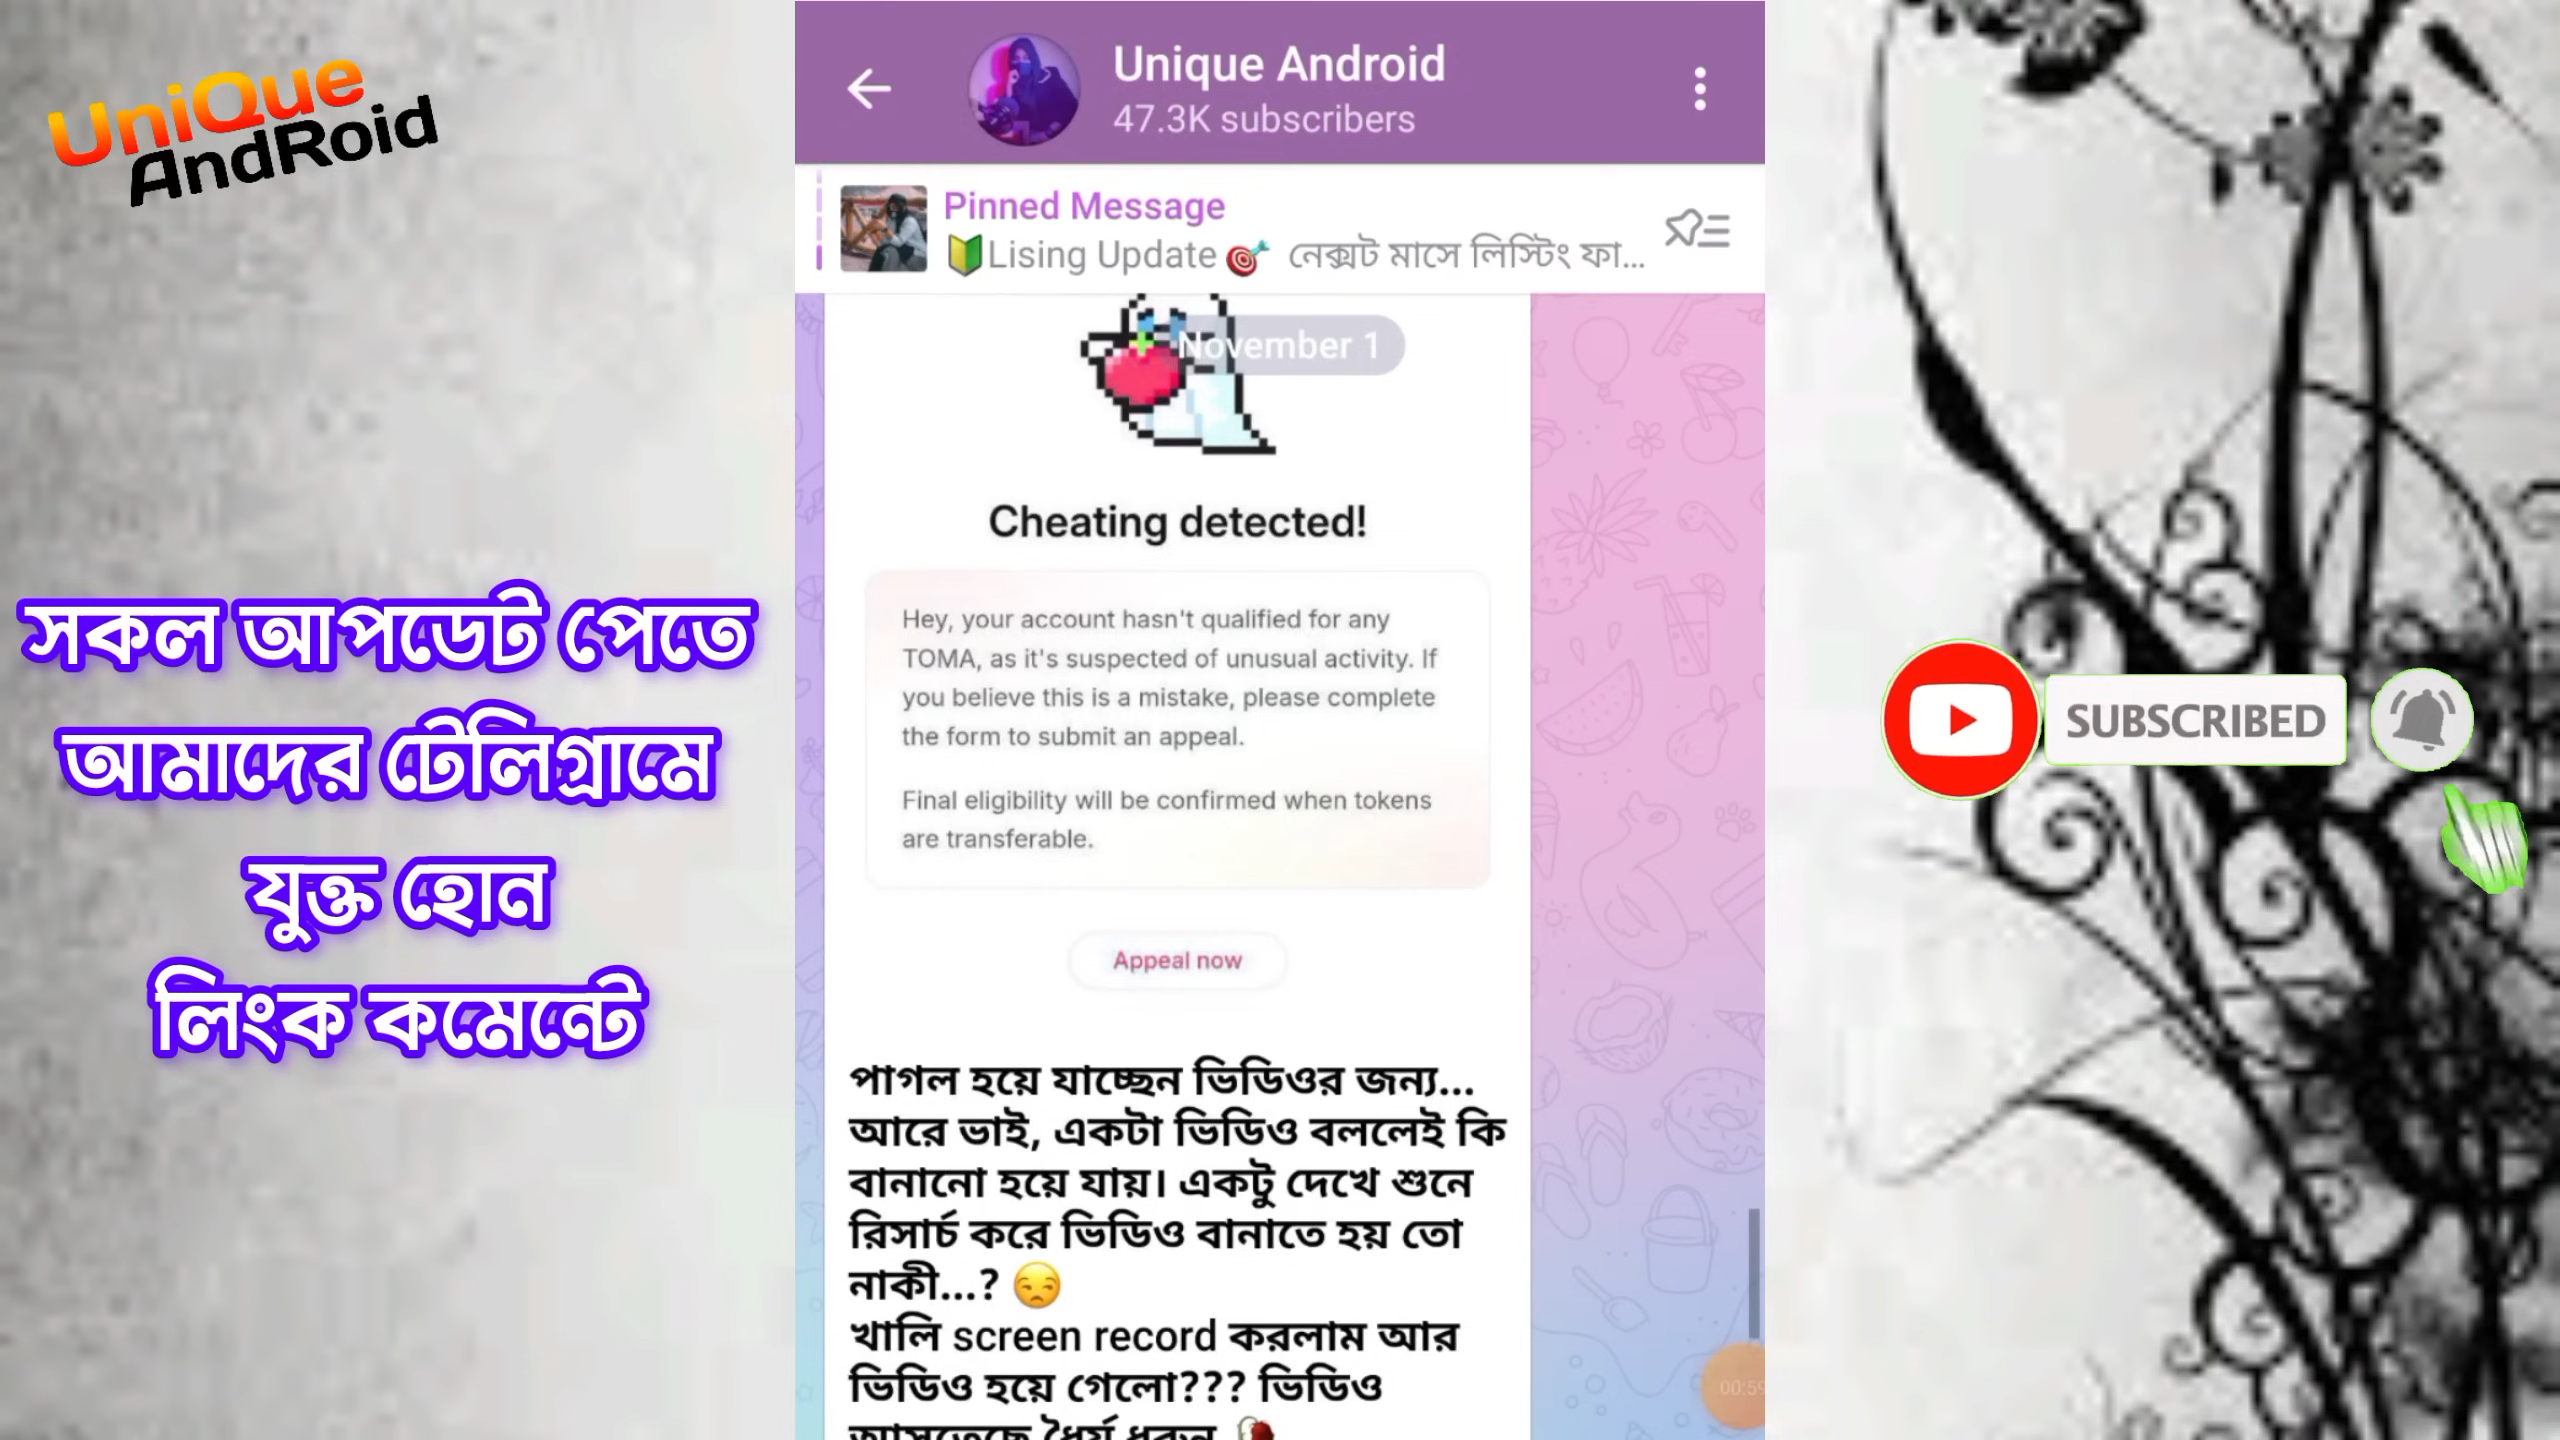 UniQue
AndRoid
সকল আপডেট পেতে
আমাদের টেলিগ্রামে
যুক্ত হোন
লিংক কমেন্টে
Unique Android
47.3K subscribers
Pinned Message
🔰Lising Update 🎯 নেক্সট মাসে লিস্টিং ফা...
November 1
Cheating detected!
Hey, your account hasn't qualified for any
TOMA, as it's suspected of unusual activity. If
you believe this is a mistake, please complete
the form to submit an appeal.
Final eligibility will be confirmed when tokens
are transferable.
Appeal now
পাগল হয়ে যাচ্ছেন ভিডিওর জন্য...
আরে ভাই, একটা ভিডিও বললেই কি
বানানো হয়ে যায়। একটু দেখে শুনে
রিসার্চ করে ভিডিও বানাতে হয় তো
নাকী...? 😒
খালি screen record করলাম আর
ভিডিও হয়ে গেলো??? ভিডিও
আসতেছে ধৈর্য ধরুন 🥀
00:59
SUBSCRIBED